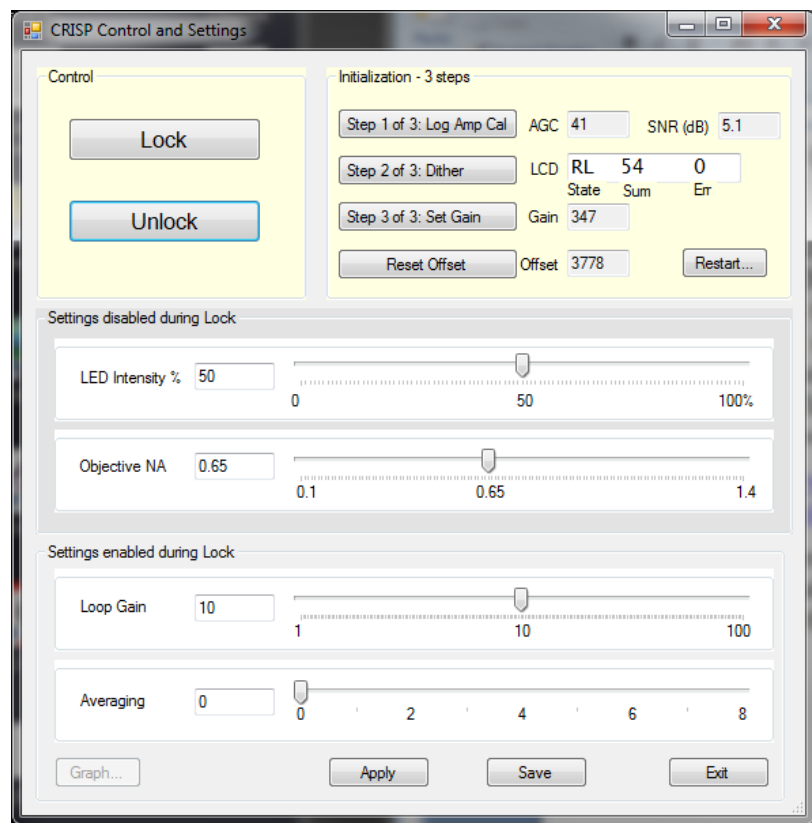 CRISP Control and Settings
Control
Lock
Unlock
Initialization - 3 steps
Step 1 of 3: Log Amp Cal AGC 41 SNR (dB) 5.1
Step 2 of 3: Dither LCD RL 54 0
State Sum Err
Step 3 of 3: Set Gain Gain 347
Reset Offset Offset 3778 Restart...
Settings disabled during Lock
LED Intensity % 50
0 50 100%
Objective NA 0.65
0.1 0.65 1.4
Settings enabled during Lock
Loop Gain 10
1 10 100
Averaging 0
0 2 4 6 8
Graph... Apply Save Exit